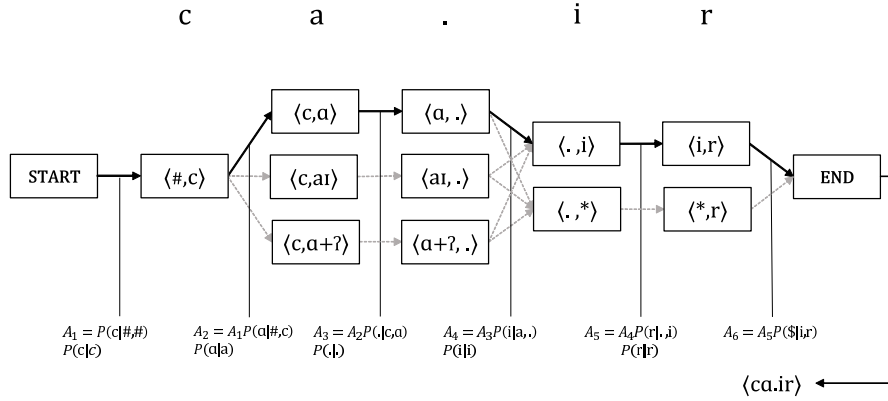 c a . i r
⟨c,ɑ⟩ ⟨ɑ, .⟩
⟨. ,i⟩ ⟨i,r⟩
START ⟨#,c⟩ ⟨c,aɪ⟩ ⟨aɪ, .⟩ END
⟨. ,*⟩ ⟨*,r⟩
⟨c,a+ʔ⟩ ⟨a+ʔ, .⟩
A₁ = P(c|#,#) A₂ = A₁P(ɑ|#,c) A₃ = A₂P(.|c,ɑ) A₄ = A₃P(i|ɑ,.) A₅ = A₄P(r|.,i) A₆ = A₅P($|i,r)
P(c|c) P(a|ɑ) P(.|.) P(i|i) P(r|r)
⟨cɑ.ir⟩